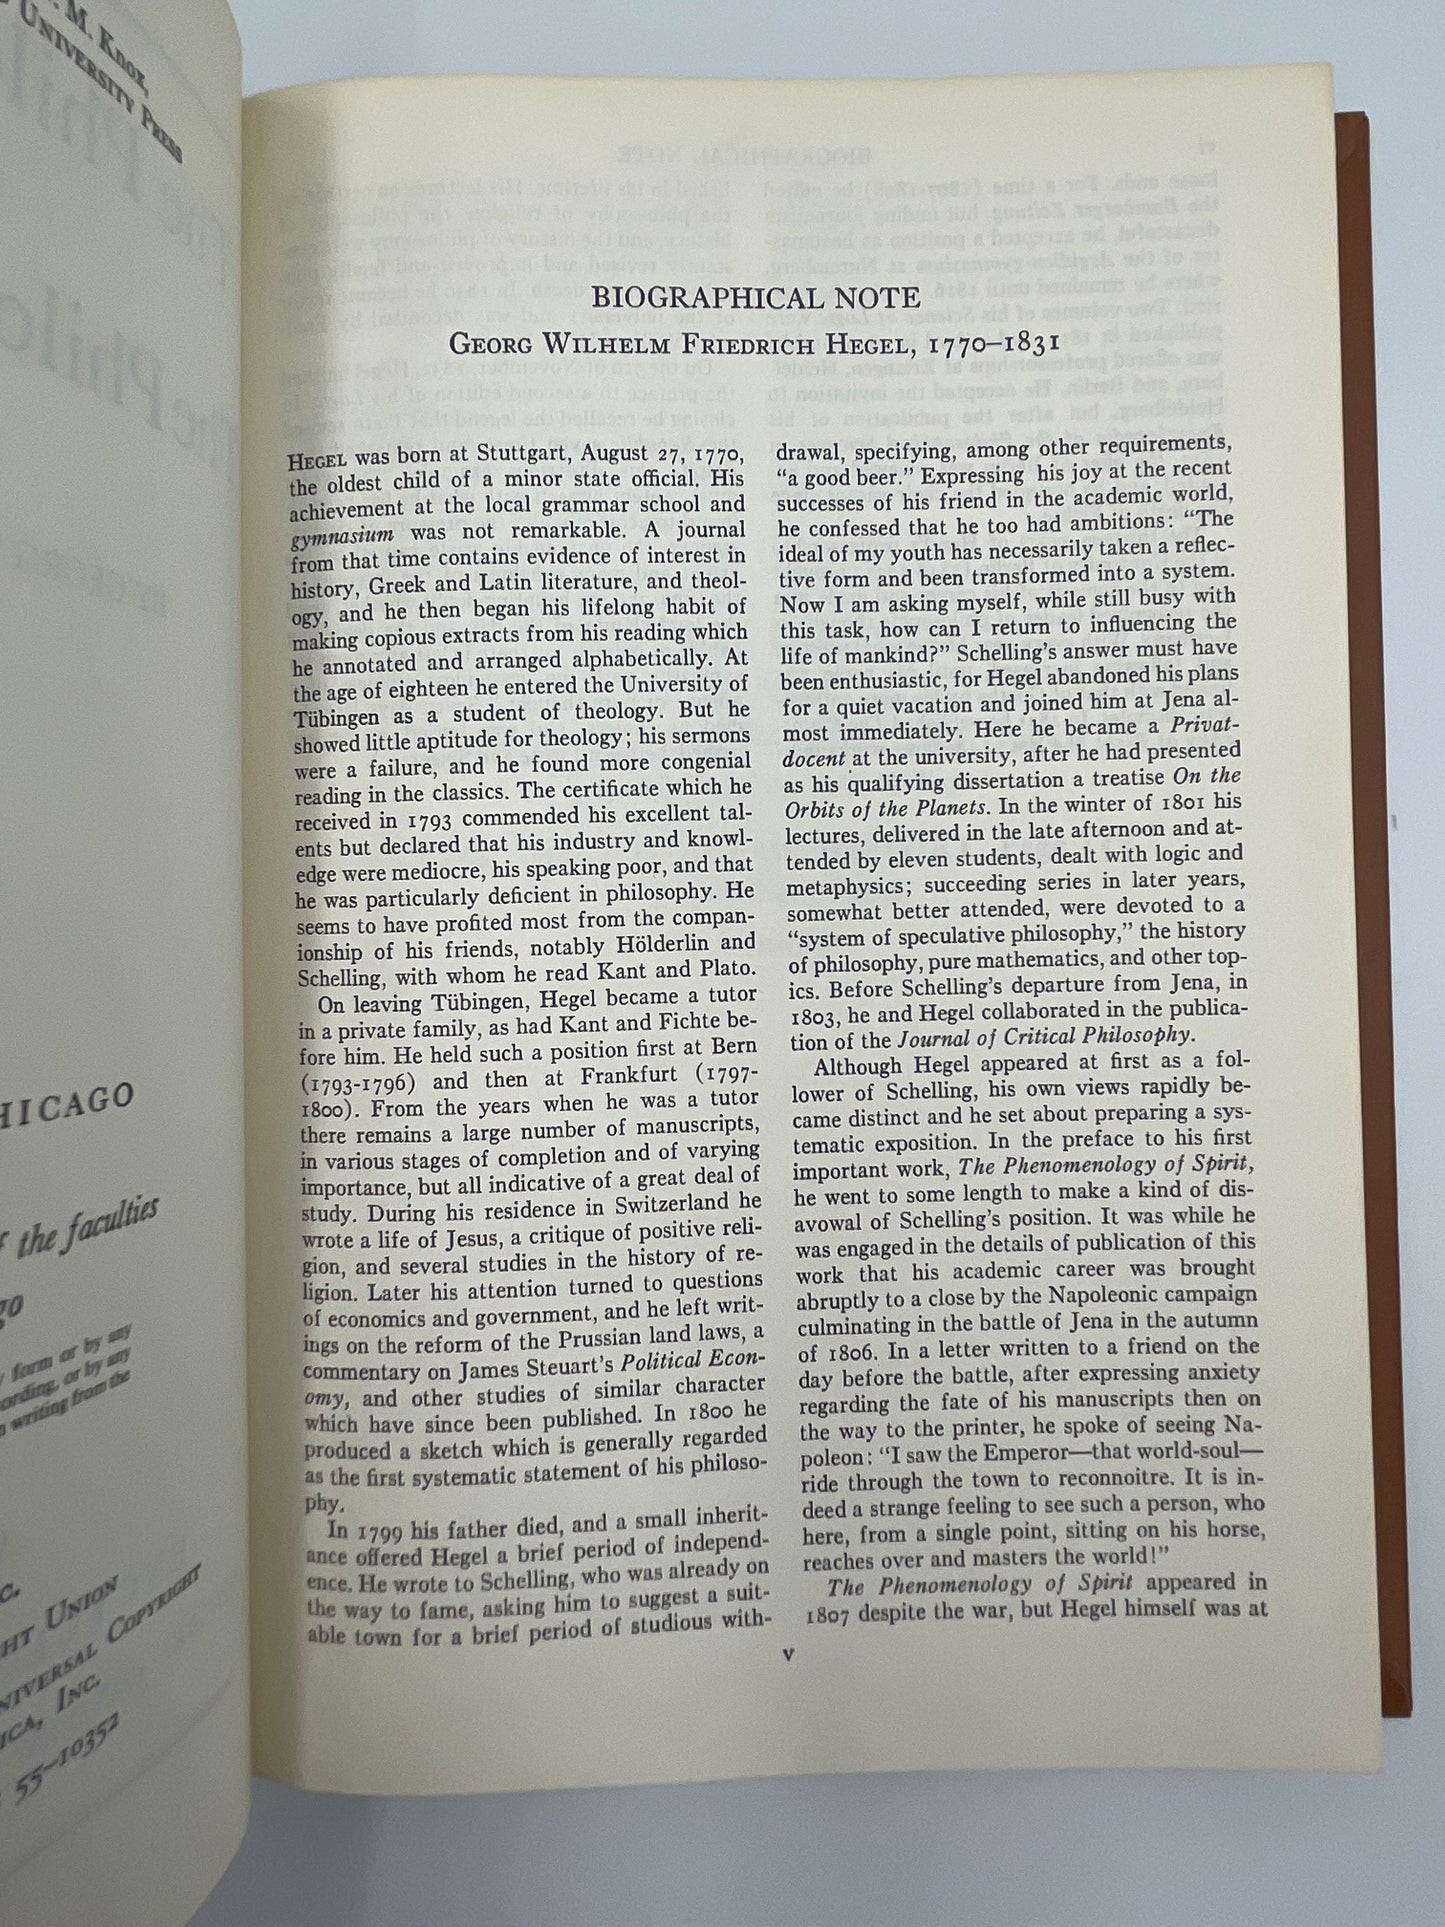 M. Knox,
University Press
HICAGO
the faculties
form or by any
or by any
writing from the
Union
Universal Copyright
Inc.
55–10352
BIOGRAPHICAL NOTE
Georg Wilhelm Friedrich Hegel, 1770–1831
Hegel was born at Stuttgart, August 27, 1770,
the oldest child of a minor state official. His
achievement at the local grammar school and
gymnasium was not remarkable. A journal
from that time contains evidence of interest in
history, Greek and Latin literature, and theol-
ogy, and he then began his lifelong habit of
making copious extracts from his reading which
he annotated and arranged alphabetically. At
the age of eighteen he entered the University of
Tübingen as a student of theology. But he
showed little aptitude for theology; his sermons
were a failure, and he found more congenial
reading in the classics. The certificate which he
received in 1793 commended his excellent tal-
ents but declared that his industry and knowl-
edge were mediocre, his speaking poor, and that
he was particularly deficient in philosophy. He
seems to have profited most from the compan-
ionship of his friends, notably Hölderlin and
Schelling, with whom he read Kant and Plato.
On leaving Tübingen, Hegel became a tutor
in a private family, as had Kant and Fichte be-
fore him. He held such a position first at Bern
(1793-1796) and then at Frankfurt (1797-
1800). From the years when he was a tutor
there remains a large number of manuscripts,
in various stages of completion and of varying
importance, but all indicative of a great deal of
study. During his residence in Switzerland he
wrote a life of Jesus, a critique of positive reli-
gion, and several studies in the history of re-
ligion. Later his attention turned to questions
of economics and government, and he left writ-
ings on the reform of the Prussian land laws, a
commentary on James Steuart's Political Econ-
omy, and other studies of similar character
which have since been published. In 1800 he
produced a sketch which is generally regarded
as the first systematic statement of his philoso-
phy.
In 1799 his father died, and a small inherit-
ance offered Hegel a brief period of independ-
ence. He wrote to Schelling, who was already on
the way to fame, asking him to suggest a suit-
able town for a brief period of studious with-
drawal, specifying, among other requirements,
“a good beer.” Expressing his joy at the recent
successes of his friend in the academic world,
he confessed that he too had ambitions: “The
ideal of my youth has necessarily taken a reflec-
tive form and been transformed into a system.
Now I am asking myself, while still busy with
this task, how can I return to influencing the
life of mankind?” Schelling's answer must have
been enthusiastic, for Hegel abandoned his plans
for a quiet vacation and joined him at Jena al-
most immediately. Here he became a Privat-
docent at the university, after he had presented
as his qualifying dissertation a treatise On the
Orbits of the Planets. In the winter of 1801 his
lectures, delivered in the late afternoon and at-
tended by eleven students, dealt with logic and
metaphysics; succeeding series in later years,
somewhat better attended, were devoted to a
“system of speculative philosophy,” the history
of philosophy, pure mathematics, and other top-
ics. Before Schelling's departure from Jena, in
1803, he and Hegel collaborated in the publica-
tion of the Journal of Critical Philosophy.
Although Hegel appeared at first as a fol-
lower of Schelling, his own views rapidly be-
came distinct and he set about preparing a sys-
tematic exposition. In the preface to his first
important work, The Phenomenology of Spirit,
he went to some length to make a kind of dis-
avowal of Schelling's position. It was while he
was engaged in the details of publication of this
work that his academic career was brought
abruptly to a close by the Napoleonic campaign
culminating in the battle of Jena in the autumn
of 1806. In a letter written to a friend on the
day before the battle, after expressing anxiety
regarding the fate of his manuscripts then on
the way to the printer, he spoke of seeing Na-
poleon: “I saw the Emperor—that world-soul—
ride through the town to reconnoitre. It is in-
deed a strange feeling to see such a person, who
here, from a single point, sitting on his horse,
reaches over and masters the world!”
The Phenomenology of Spirit appeared in
1807 despite the war, but Hegel himself was at
v